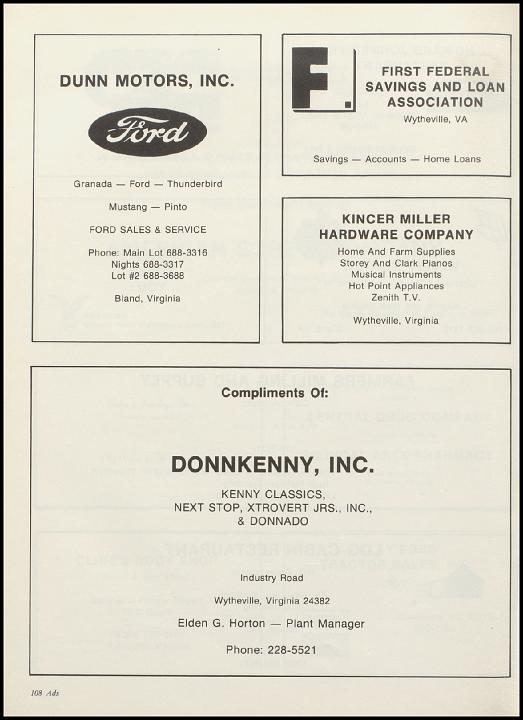 DUNN MOTORS, INC.
Ford
Granada — Ford — Thunderbird
Mustang — Pinto
FORD SALES & SERVICE
Phone: Main Lot 688-3316
Nights 688-3317
Lot #2 688-3688
Bland, Virginia
F.
FIRST FEDERAL
SAVINGS AND LOAN
ASSOCIATION
Wytheville, VA
Savings — Accounts — Home Loans
KINCER MILLER
HARDWARE COMPANY
Home And Farm Supplies
Storey And Clark Pianos
Musical Instruments
Hot Point Appliances
Zenith T.V.
Wytheville, Virginia
Compliments Of:
DONNKENNY, INC.
KENNY CLASSICS,
NEXT STOP, XTROVERT JRS., INC.,
& DONNADO
Industry Road
Wytheville, Virginia 24382
Elden G. Horton — Plant Manager
Phone: 228-5521
108 Ads